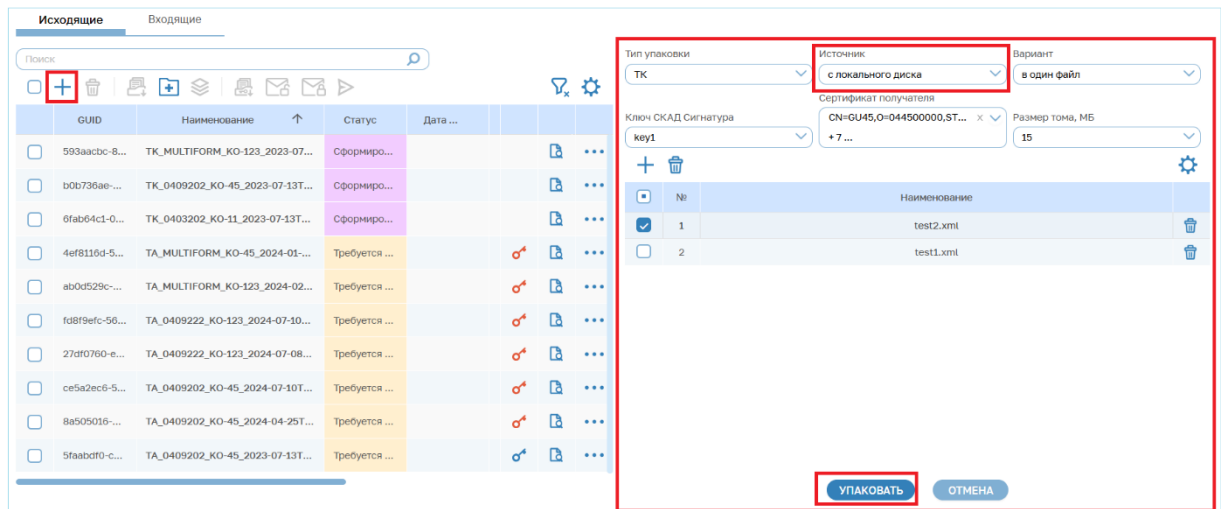 Исходящие Входящие
Поиск
GUID Наименование Статус Дата ...
593aacbc-8... TK_MULTIFORM_KO-123_2023-07... Сформиро...
b0b736ae-... TK_0409202_KO-45_2023-07-13T... Сформиро...
6fab64c1-0... TK_0403202_KO-11_2023-07-13T... Сформиро...
4ef8116d-5... TA_MULTIFORM_KO-45_2024-01-... Требуется ...
ab0d529c-... TA_MULTIFORM_KO-123_2024-02... Требуется ...
fd8f9efc-56... TA_0409222_KO-123_2024-07-10... Требуется ...
27df0760-e... TA_0409222_KO-123_2024-07-08... Требуется ...
ce5a2ec6-5... TA_0409202_KO-45_2024-07-10T... Требуется ...
8a505016-... TA_0409202_KO-45_2024-04-25T... Требуется ...
5faabdf0-c... TA_0409202_KO-45_2023-07-13T... Требуется ...
Тип упаковки Источник Вариант
ТК с локального диска в один файл
Сертификат получателя
Ключ СКАД Сигнатура CN=GU45,O=044500000,ST... x Размер тома, МБ
key1 + 7 ... 15
№ Наименование
1 test2.xml
2 test1.xml
УПАКОВАТЬ ОТМЕНА